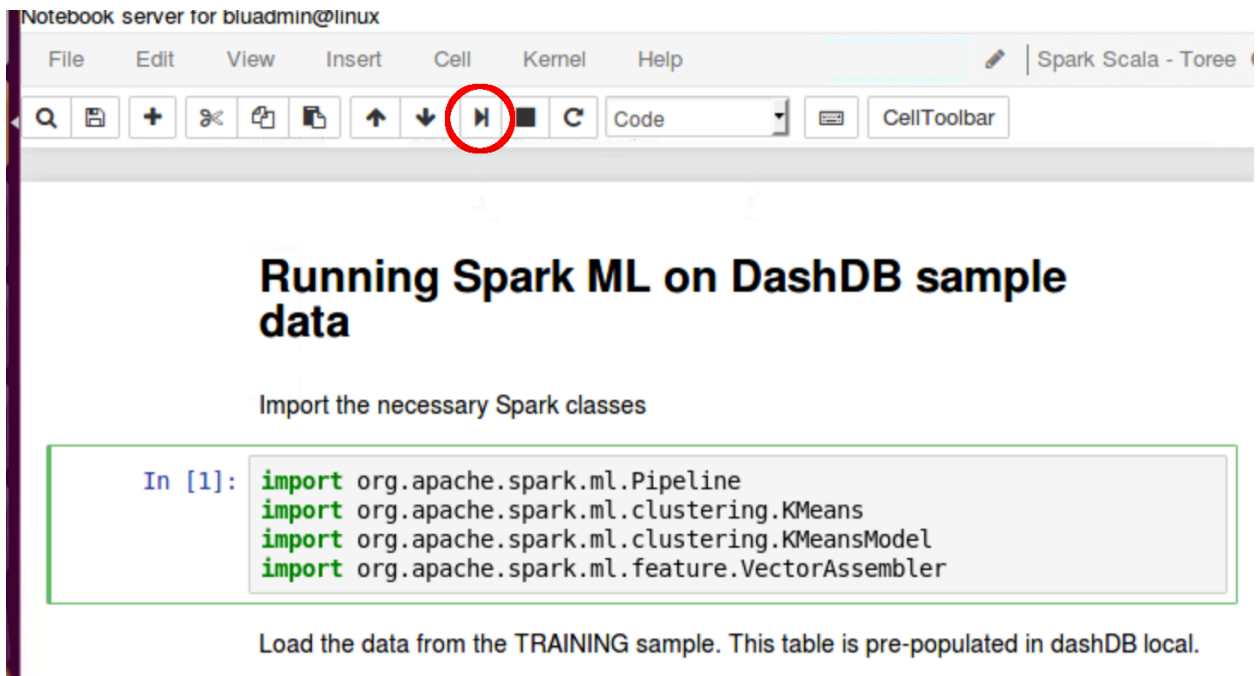 Notebook server for bluadmin@linux
File Edit View Insert Cell Kernel Help Spark Scala - Toree
Code CellToolbar
Running Spark ML on DashDB sample
data
Import the necessary Spark classes
In [1]: import org.apache.spark.ml.Pipeline
import org.apache.spark.ml.clustering.KMeans
import org.apache.spark.ml.clustering.KMeansModel
import org.apache.spark.ml.feature.VectorAssembler
Load the data from the TRAINING sample. This table is pre-populated in dashDB local.